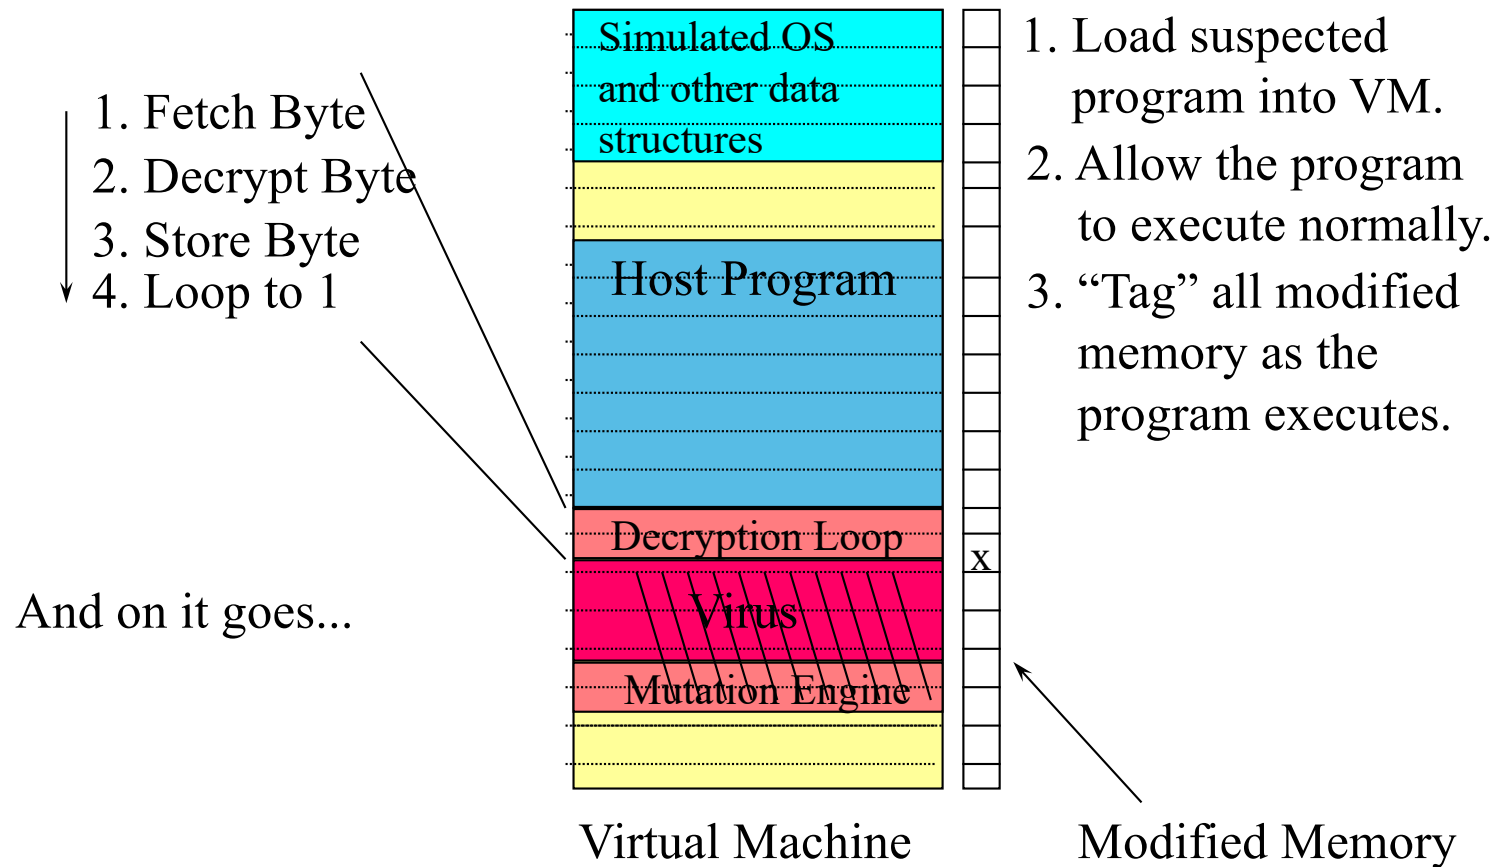 1. Fetch Byte
2. Decrypt Byte
3. Store Byte
4. Loop to 1
And on it goes...
Simulated OS
and other data
structures
Host Program
Decryption Loop
Virus
Mutation Engine
Virtual Machine
x
1. Load suspected
program into VM.
2. Allow the program
to execute normally.
3. “Tag” all modified
memory as the
program executes.
Modified Memory